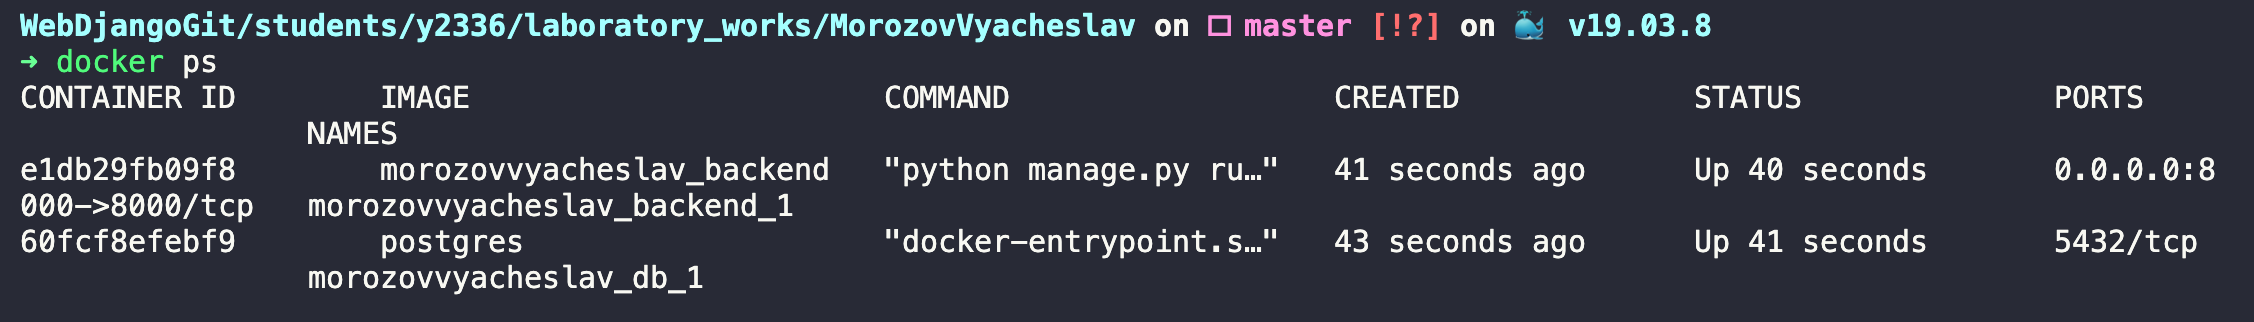 WebDjangoGit/students/y2336/laboratory_works/MorozovVyacheslav on □ master [!?] on 🐳 v19.03.8
➜ docker ps
CONTAINER ID        IMAGE                       COMMAND                  CREATED             STATUS              PORTS
                NAMES
e1db29fb09f8        morozovvyacheslav_backend   "python manage.py ru…"   41 seconds ago      Up 40 seconds       0.0.0.0:8
000->8000/tcp   morozovvyacheslav_backend_1
60fcf8efebf9        postgres                    "docker-entrypoint.s…"   43 seconds ago      Up 41 seconds       5432/tcp
                morozovvyacheslav_db_1